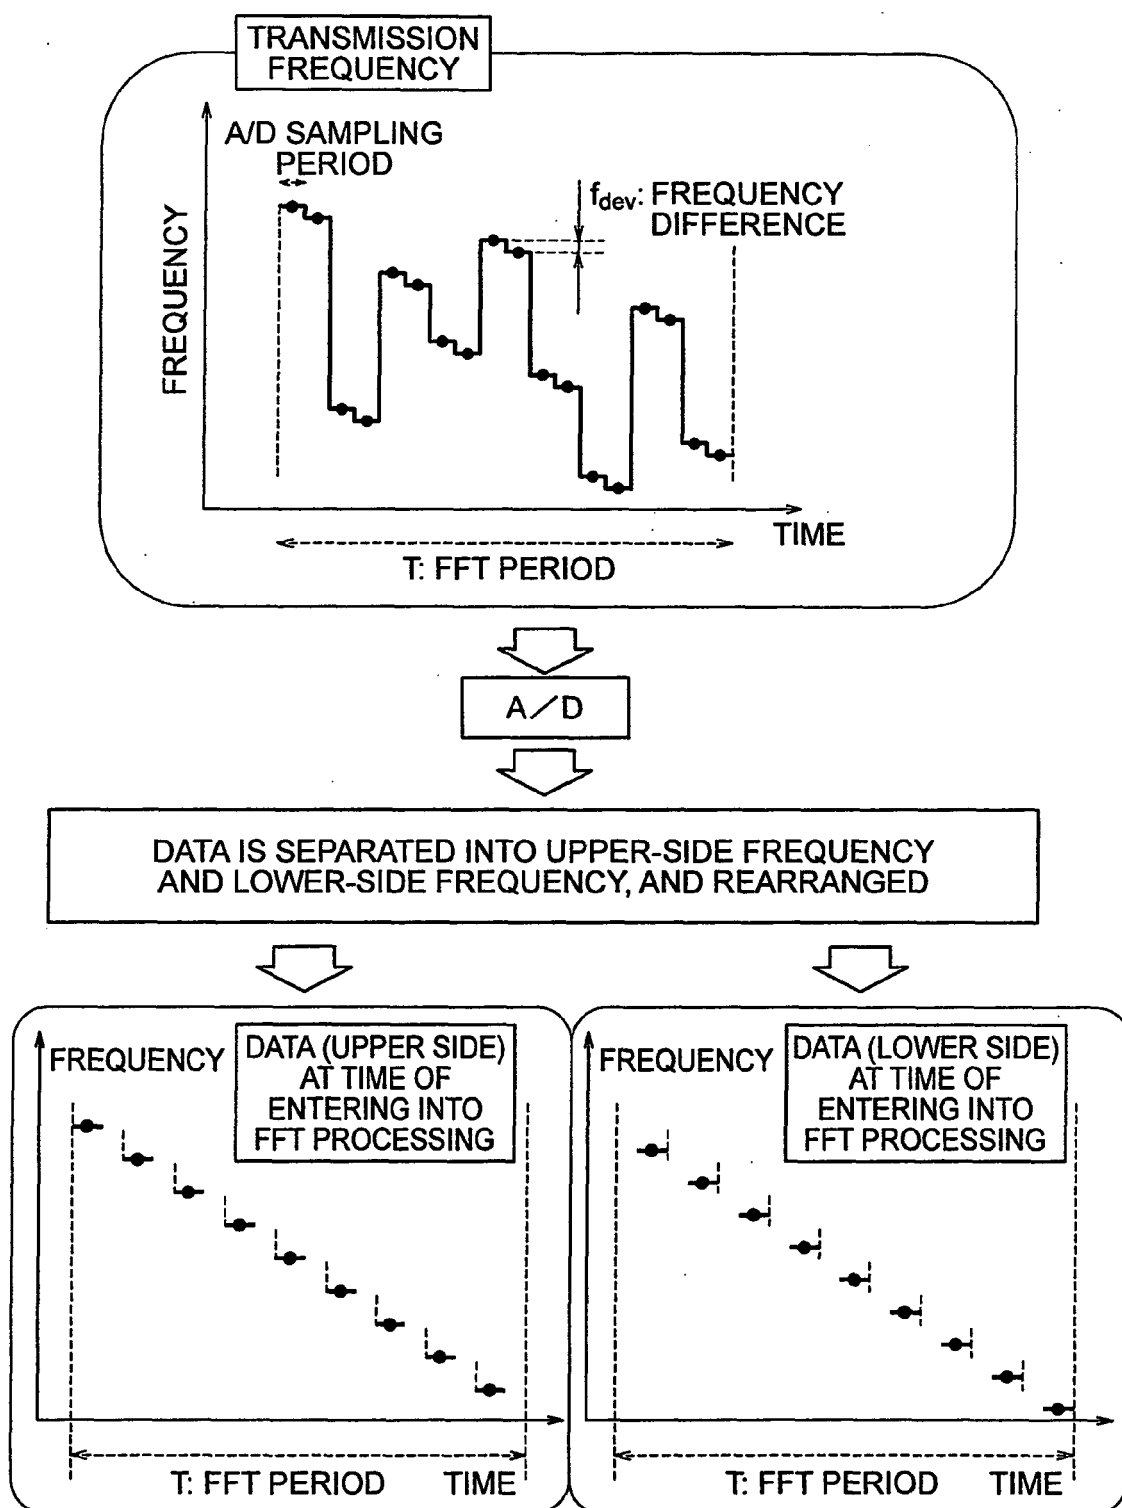 TRANSMISSION
FREQUENCY
A/D SAMPLING
PERIOD
fdev: FREQUENCY
DIFFERENCE
FREQUENCY
TIME
T: FFT PERIOD
A/D
DATA IS SEPARATED INTO UPPER-SIDE FREQUENCY
AND LOWER-SIDE FREQUENCY, AND REARRANGED
FREQUENCY
DATA (UPPER SIDE)
AT TIME OF
ENTERING INTO
FFT PROCESSING
T: FFT PERIOD
TIME
FREQUENCY
DATA (LOWER SIDE)
AT TIME OF
ENTERING INTO
FFT PROCESSING
T: FFT PERIOD
TIME